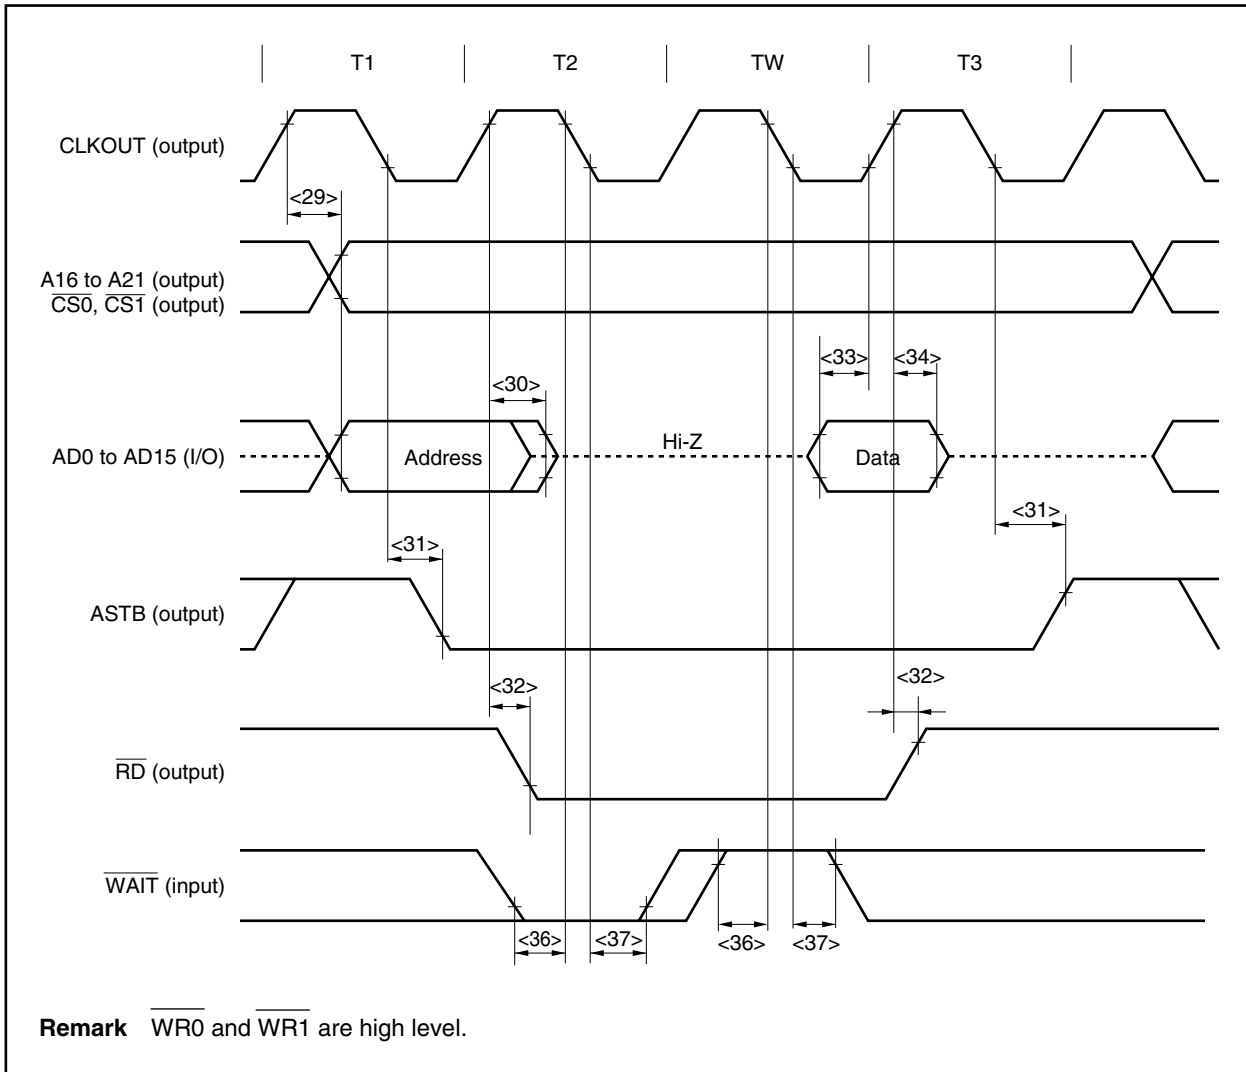 T1 T2 TW T3
CLKOUT (output)
<29>
A16 to A21 (output)
CS0, CS1 (output)
<33> <34>
<30>
Hi-Z
AD0 to AD15 (I/O) Address Data
<31>
<31>
ASTB (output)
<32>
<32>
RD (output)
WAIT (input)
<36> <37> <36> <37>
Remark WR0 and WR1 are high level.